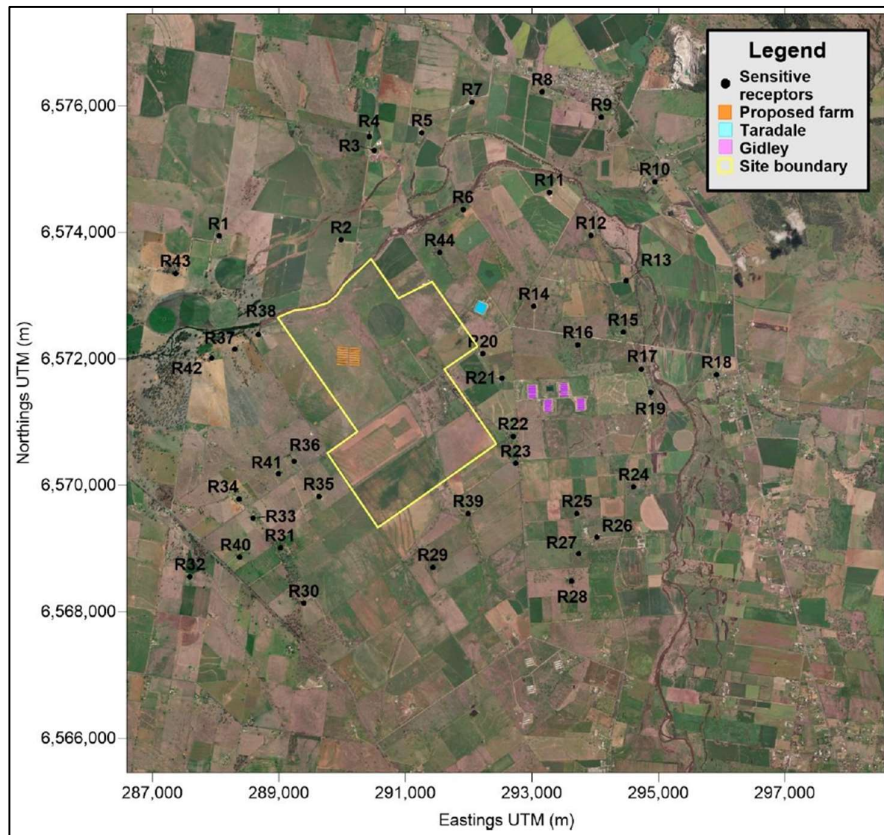 Legend
Sensitive
receptors
Proposed farm
Taradale
Gidley
Site boundary
R8
R7
R9
R4
R5
R3
R10
R11
R6
R1
R2
R12
R44
R43
R13
R14
R38
R15
R16
R37
R20
R42
R17
R18
R21
R19
R22
R36
R23
R41
R24
R34
R35
R39
R25
R33
R26
R31
R27
R40
R29
R32
R28
R30
6,576,000
6,574,000
6,572,000
6,570,000
6,568,000
6,566,000
Northings UTM (m)
287,000 289,000 291,000 293,000 295,000 297,000
Eastings UTM (m)